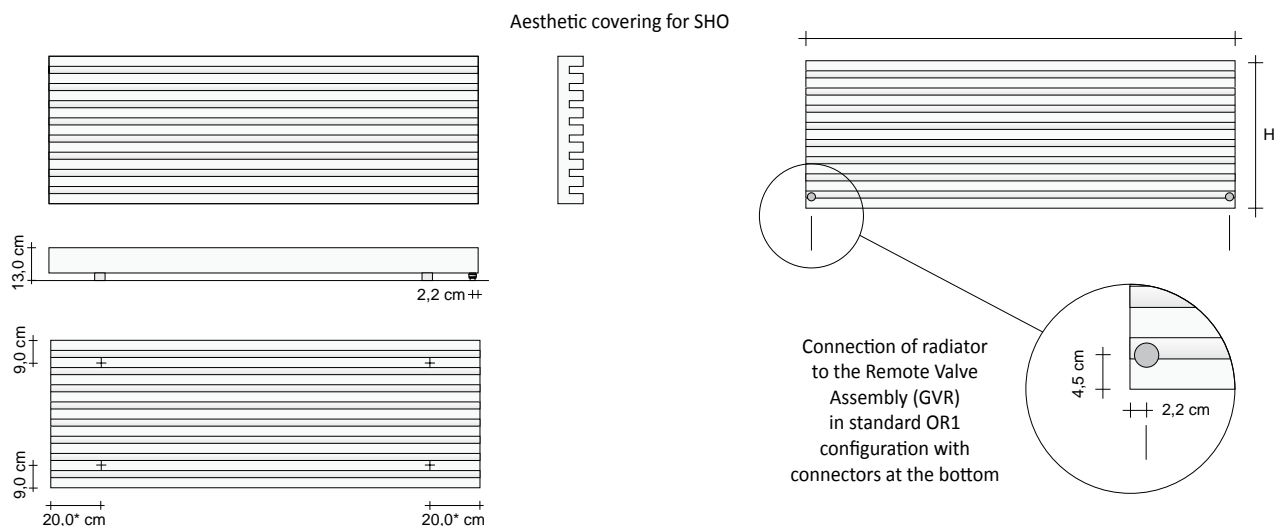 Aesthetic covering for SHO
H
13,0 cm
2,2 cm
9,0 cm
9,0 cm
20,0* cm
20,0* cm
Connection of radiator
to the Remote Valve
Assembly (GVR)
in standard OR1
configuration with
connectors at the bottom
4,5 cm
2,2 cm